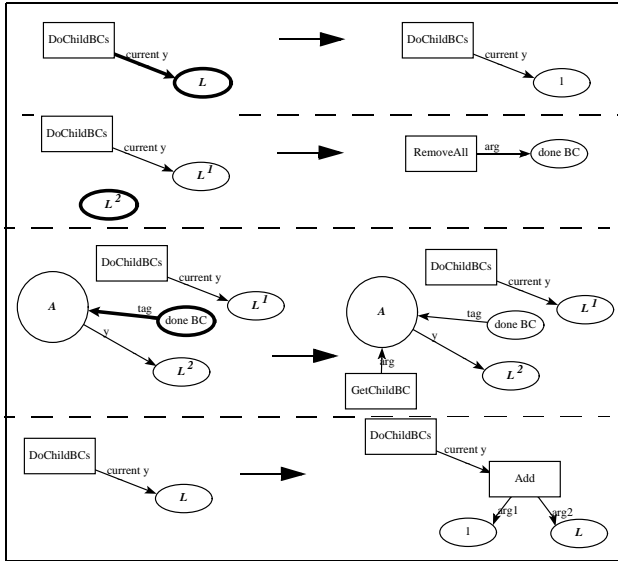 DoChildBCs
current y
L
DoChildBCs
current y
1
DoChildBCs
current y
L1
L2
RemoveAll
arg
done BC
DoChildBCs
current y
A
tag
done BC
L1
y
L2
DoChildBCs
current y
A
tag
done BC
L1
y
L2
arg
GetChildBC
DoChildBCs
current y
L
DoChildBCs
current y
Add
arg1
arg2
1
L